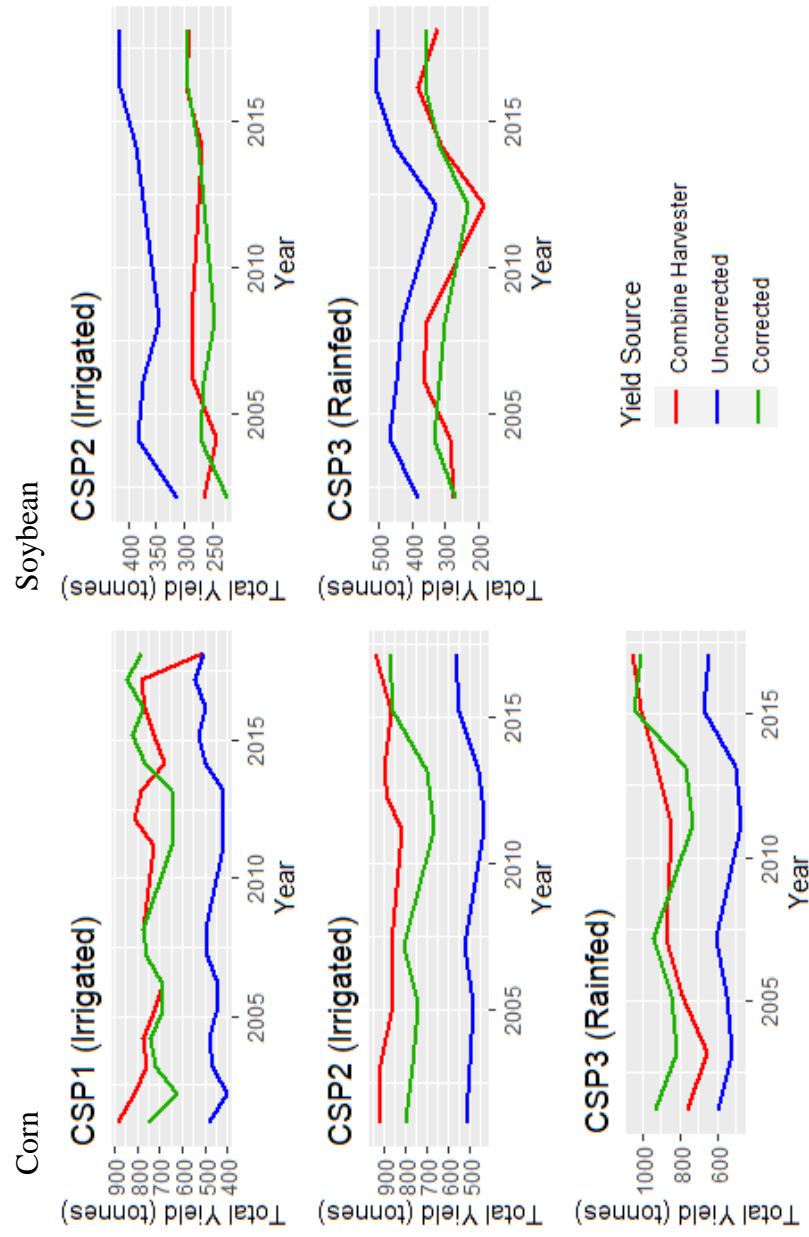 Corn
Soybean
CSP1 (Irrigated)
Total Yield (tonnes)
900
800
700
600
500
400
2005
2010
2015
Year
CSP2 (Irrigated)
Total Yield (tonnes)
400
350
300
250
2005
2010
2015
Year
CSP2 (Irrigated)
Total Yield (tonnes)
900
800
700
600
500
2005
2010
2015
Year
CSP3 (Rainfed)
Total Yield (tonnes)
500
400
300
200
2005
2010
2015
Year
CSP3 (Rainfed)
Total Yield (tonnes)
1000
800
600
2005
2010
2015
Year
Yield Source
Combine Harvester
Uncorrected
Corrected